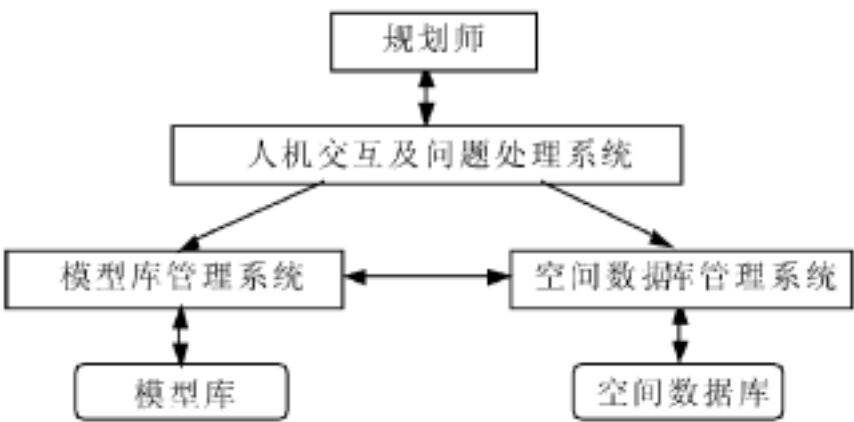 规划师
人机交互及问题处理系统
模型库管理系统
空间数据库管理系统
模型库
空间数据库